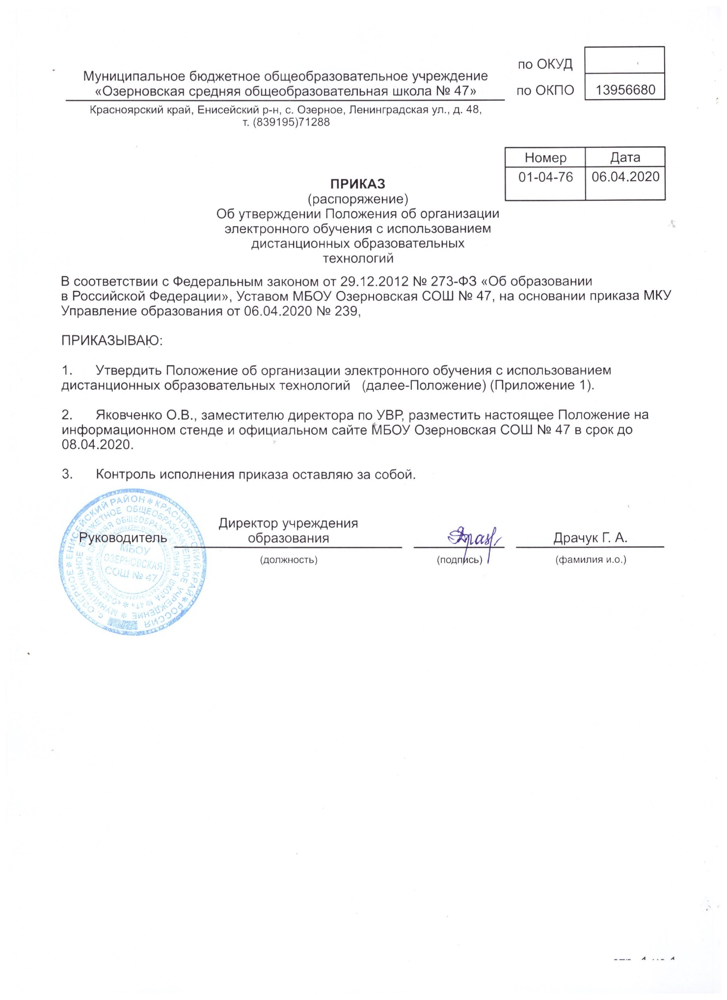 по ОКУД
Муниципальное бюджетное общеобразовательное учреждение
«Озерновская средняя общеобразовательная школа № 47»
по ОКПО 13956680
Красноярский край, Енисейский р-н, с. Озерное, Ленинградская ул., д. 48,
т. (839195)71288
Номер Дата
01-04-76 06.04.2020
ПРИКАЗ
(распоряжение)
Об утверждении Положения об организации
электронного обучения с использованием
дистанционных образовательных
технологий
В соответствии с Федеральным законом от 29.12.2012 № 273-ФЗ «Об образовании
в Российской Федерации», Уставом МБОУ Озерновская СОШ № 47, на основании приказа МКУ
Управление образования от 06.04.2020 № 239,
ПРИКАЗЫВАЮ:
1. Утвердить Положение об организации электронного обучения с использованием
дистанционных образовательных технологий (далее-Положение) (Приложение 1).
2. Яковченко О.В., заместителю директора по УВР, разместить настоящее Положение на
информационном стенде и официальном сайте МБОУ Озерновская СОШ № 47 в срок до
08.04.2020.
3. Контроль исполнения приказа оставляю за собой.
Директор учреждения
Руководитель образования Драчук Г. А.
(должность) (подпись) (фамилия и.о.)
с. ОЗЕРНОЕ * ЕНИСЕЙСКИЙ РАЙОН * КРАСНОЯРСКИЙ КРАЙ * РОССИЯ
* МУНИЦИПАЛЬНОЕ БЮДЖЕТНОЕ ОБЩЕОБРАЗОВАТЕЛЬНОЕ УЧРЕЖДЕНИЕ
* «ОЗЕРНОВСКАЯ СРЕДНЯЯ ОБЩЕОБРАЗОВАТЕЛЬНАЯ ШКОЛА № 47»
МБОУ
ОЗЕРНОВСКАЯ
СОШ № 47